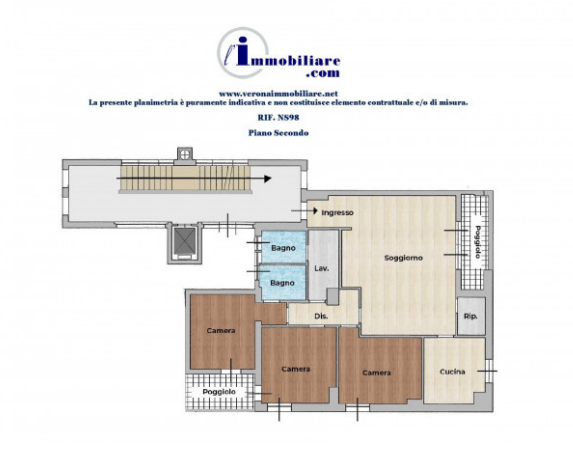 l'Immobiliare
.com
www.veronaimmobiliare.net
La presente planimetria è puramente indicativa e non costituisce elemento contrattuale e/o di misura.
RIF. NS98
Piano Secondo
Ingresso
Poggiolo
Bagno
Lav.
Soggiorno
Bagno
Dis.
Rip.
Camera
Camera
Camera
Cucina
Poggiolo